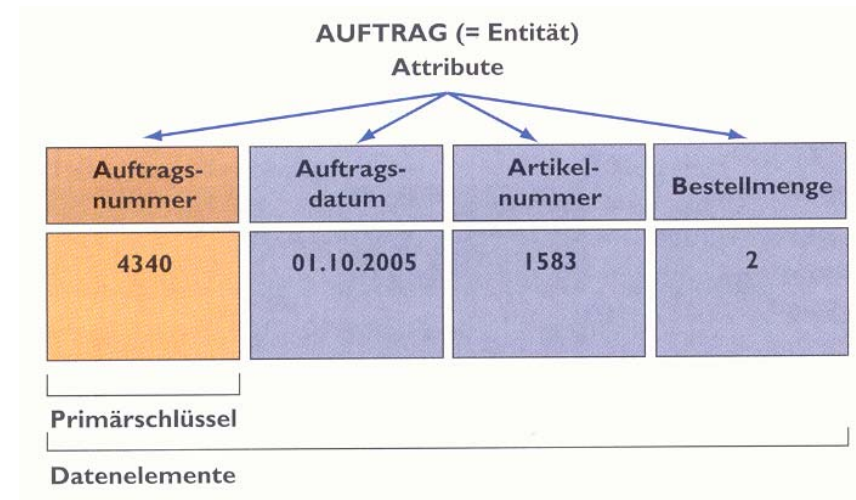 AUFTRAG (= Entität)
Attribute
Auftrags-
nummer
Auftrags-
datum
Artikel-
nummer
Bestellmenge
4340
01.10.2005
1583
2
Primärschlüssel
Datenelemente